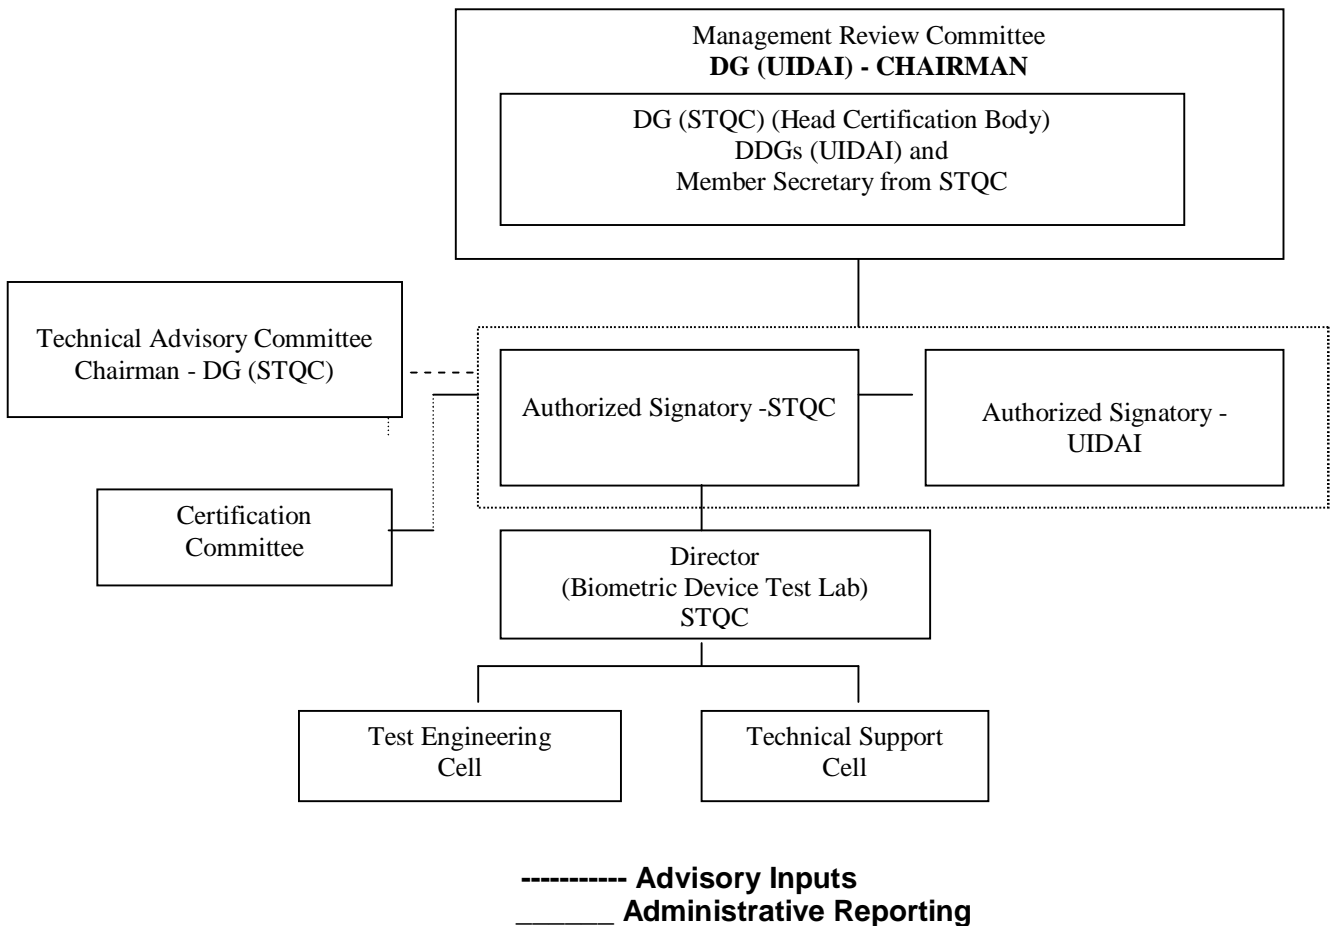 Management Review Committee
DG (UIDAI) - CHAIRMAN
DG (STQC) (Head Certification Body)
DDGs (UIDAI) and
Member Secretary from STQC
Technical Advisory Committee
Chairman - DG (STQC)
Authorized Signatory -STQC
Authorized Signatory -
UIDAI
Certification
Committee
Director
(Biometric Device Test Lab)
STQC
Test Engineering
Cell
Technical Support
Cell
----------- Advisory Inputs
______ Administrative Reporting